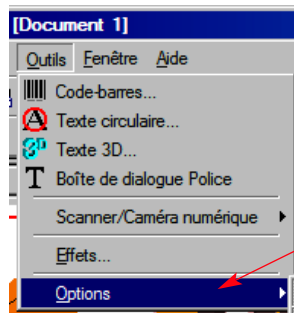 [Document 1]
Outils Fenêtre Aide
Code-barres...
Texte circulaire...
Texte 3D...
Boîte de dialogue Police
Scanner/Caméra numérique
Effets...
Options